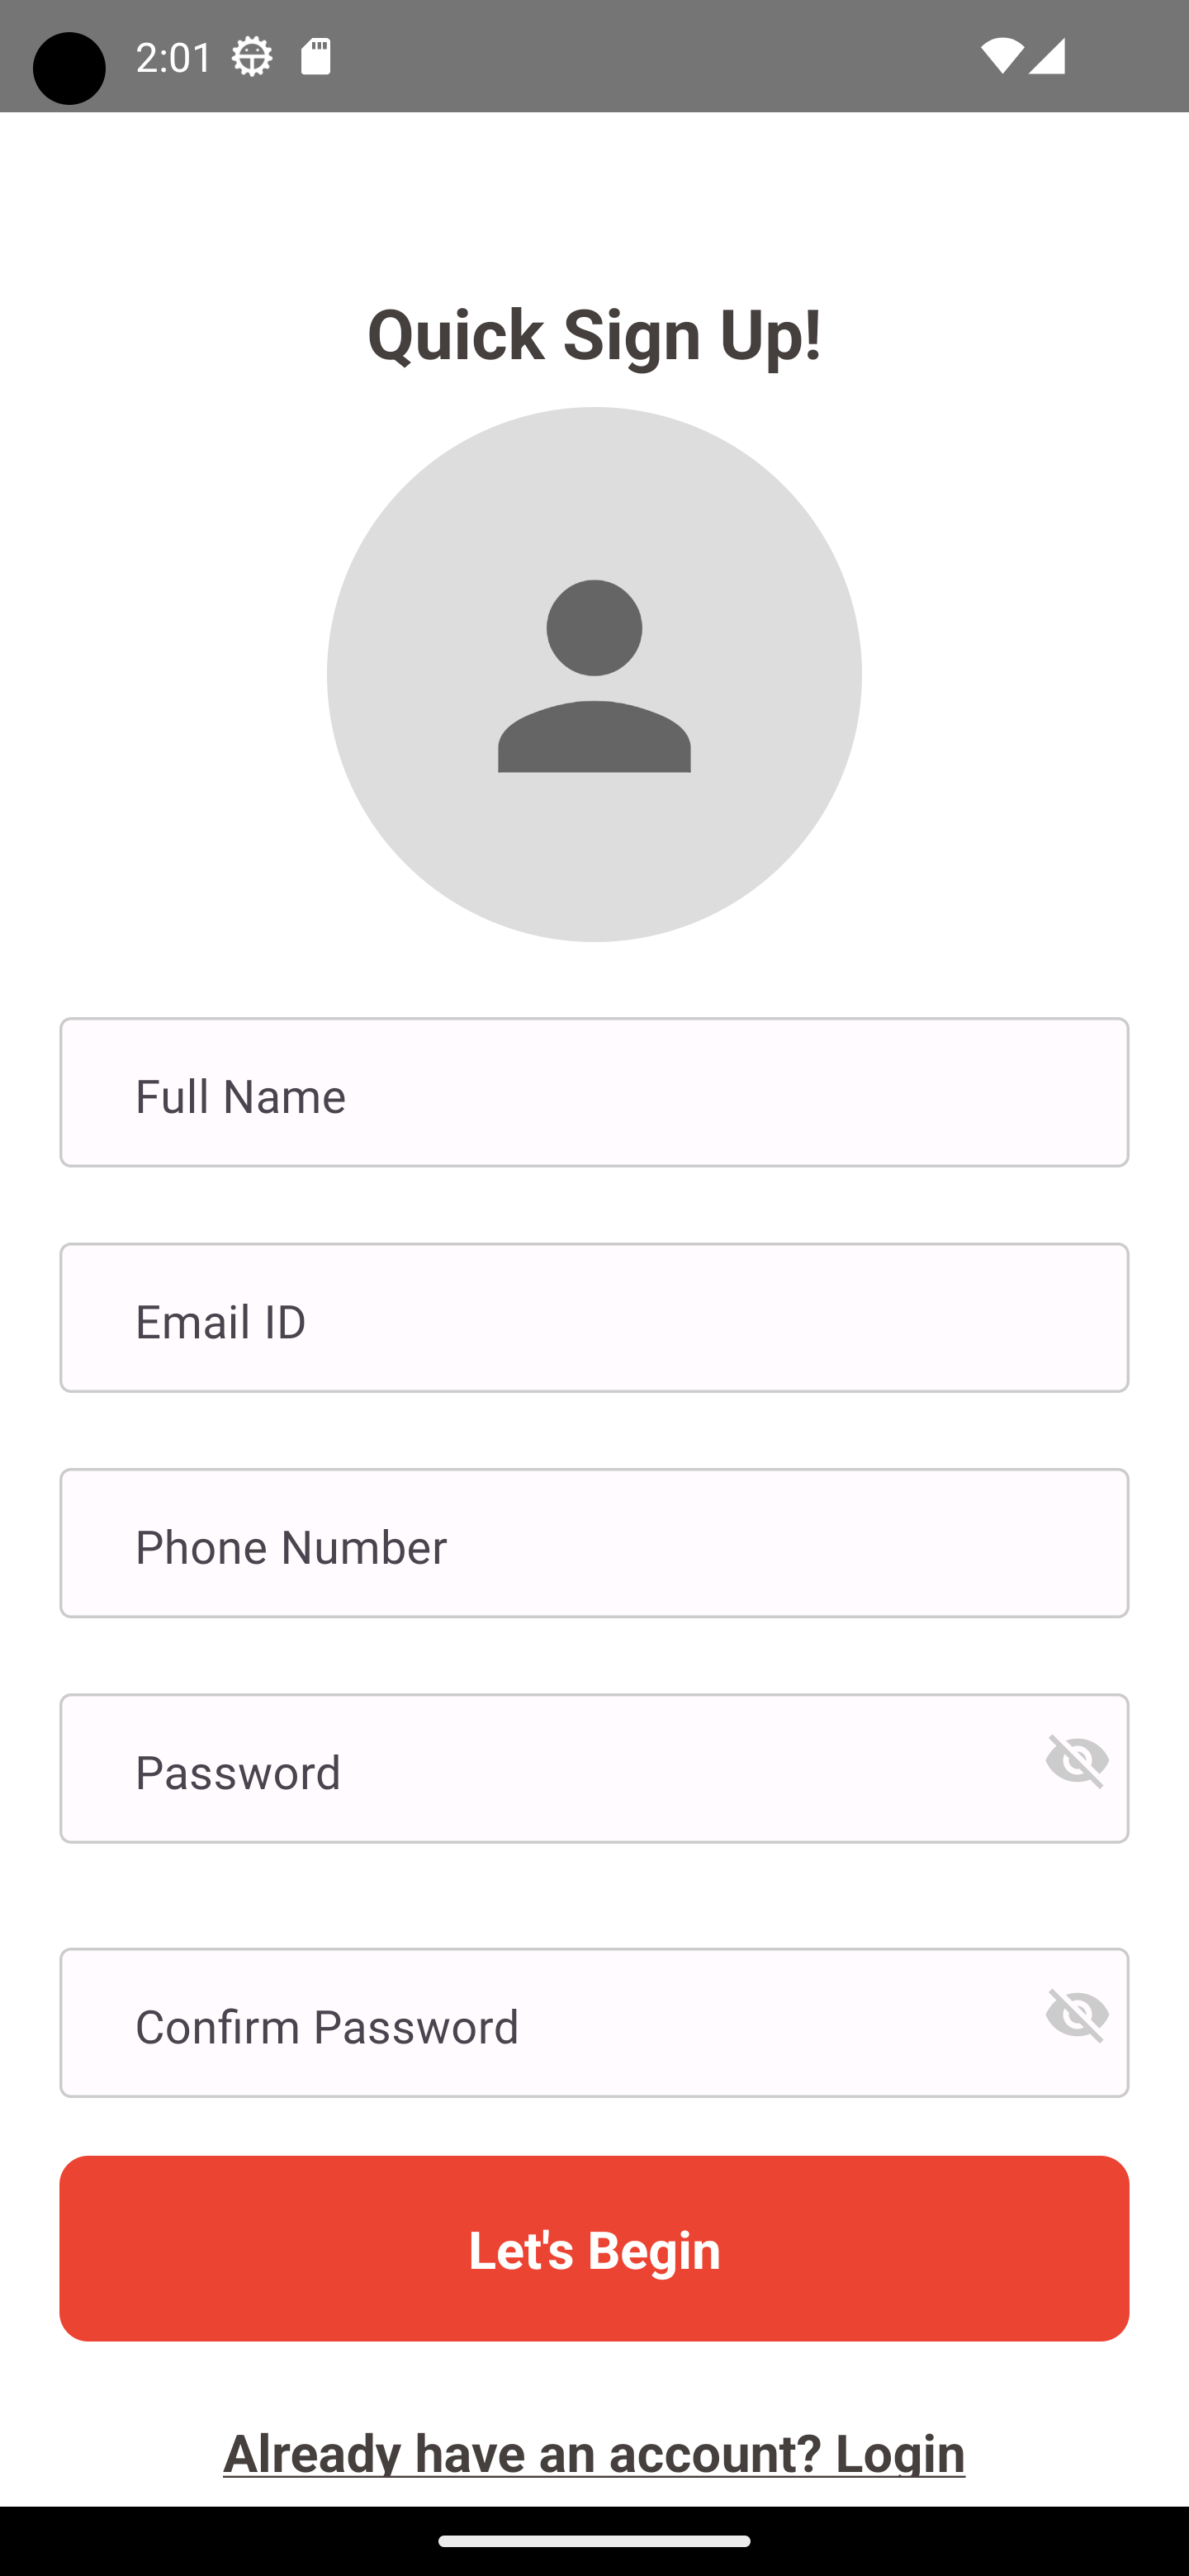 2:01
Quick Sign Up!
Full Name
Email ID
Phone Number
Password
Confirm Password
Let's Begin
Already have an account? Login